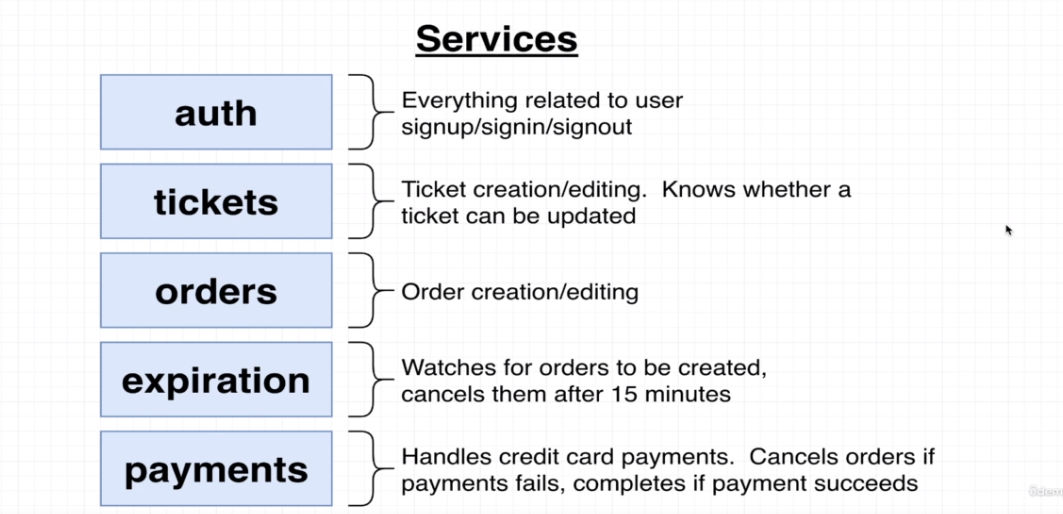 Services
auth
Everything related to user
signup/signin/signout
tickets
Ticket creation/editing.  Knows whether a
ticket can be updated
orders
Order creation/editing
expiration
Watches for orders to be created,
cancels them after 15 minutes
payments
Handles credit card payments.  Cancels orders if
payments fails, completes if payment succeeds